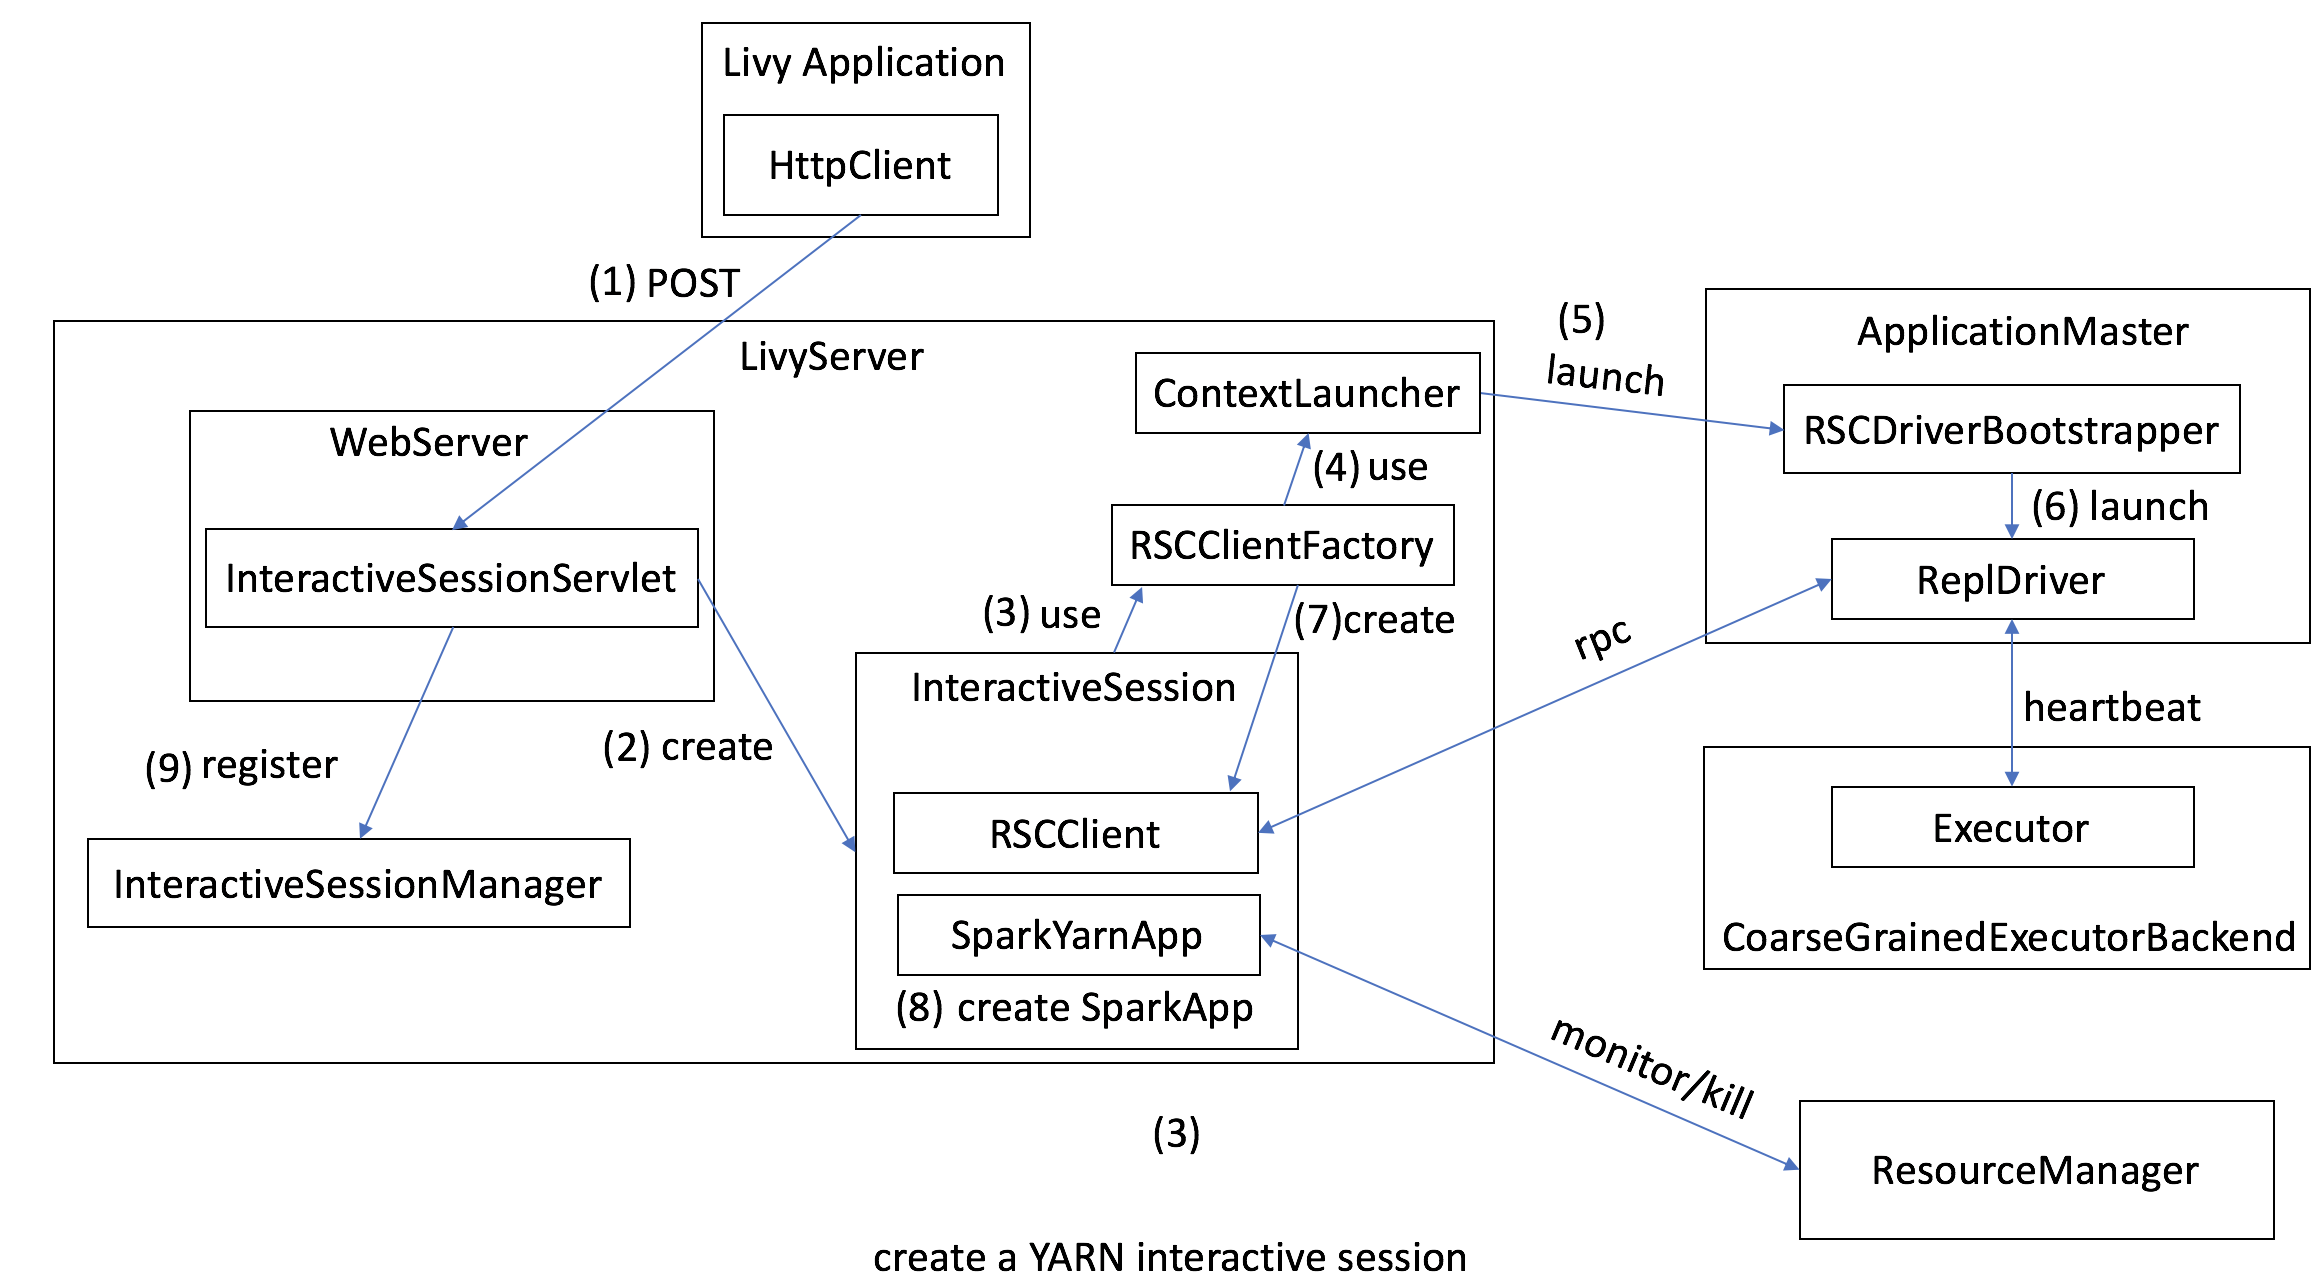 Livy Application
HttpClient
(1) POST
LivyServer
WebServer
InteractiveSessionServlet
(9) register
(2) create
InteractiveSessionManager
ContextLauncher
(4) use
RSCClientFactory
(3) use
(7)create
InteractiveSession
RSCClient
SparkYarnApp
(8) create SparkApp
(5)
launch
ApplicationMaster
RSCDriverBootstrapper
(6) launch
ReplDriver
rpc
heartbeat
Executor
CoarseGrainedExecutorBackend
monitor/kill
ResourceManager
(3)
create a YARN interactive session